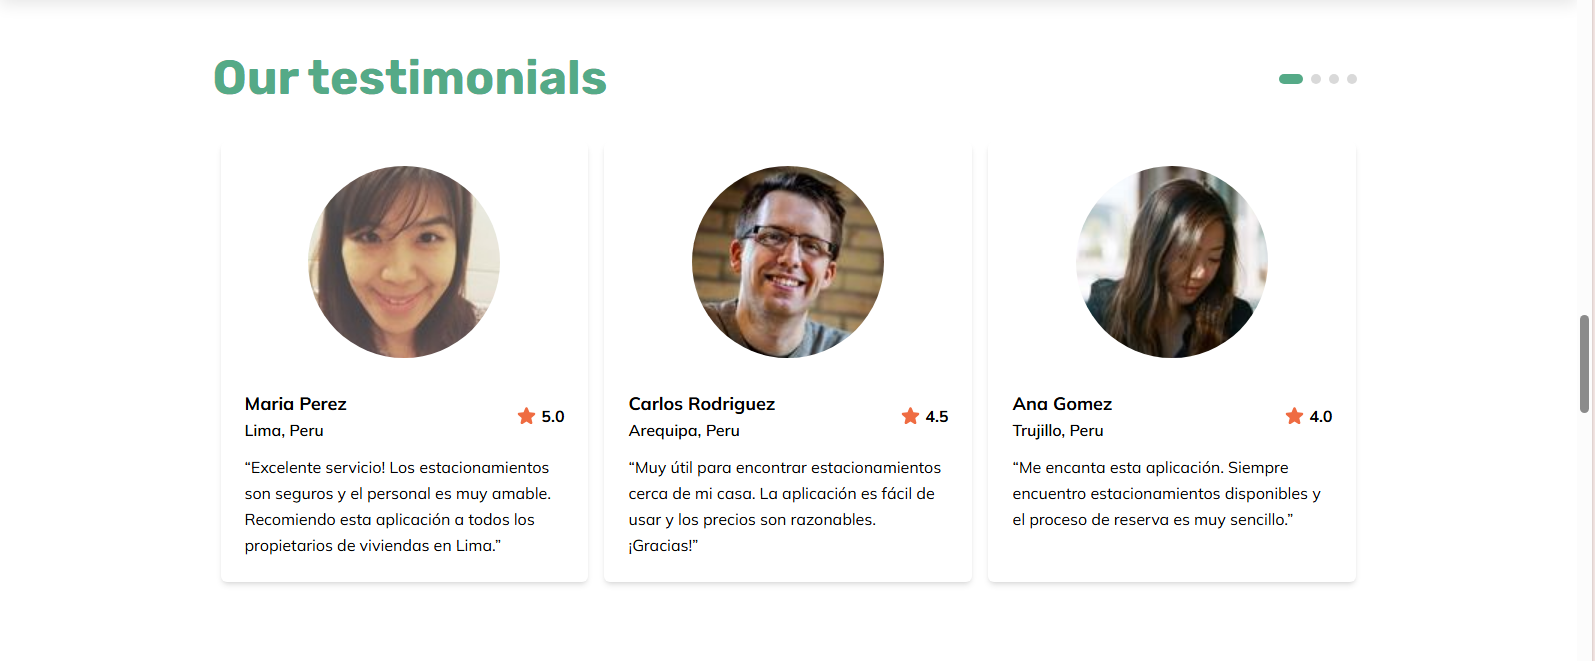 Our testimonials
Maria Perez
Lima, Peru
5.0
“Excelente servicio! Los estacionamientos
son seguros y el personal es muy amable.
Recomiendo esta aplicación a todos los
propietarios de viviendas en Lima.”
Carlos Rodriguez
Arequipa, Peru
4.5
“Muy útil para encontrar estacionamientos
cerca de mi casa. La aplicación es fácil de
usar y los precios son razonables.
¡Gracias!”
Ana Gomez
Trujillo, Peru
4.0
“Me encanta esta aplicación. Siempre
encuentro estacionamientos disponibles y
el proceso de reserva es muy sencillo.”